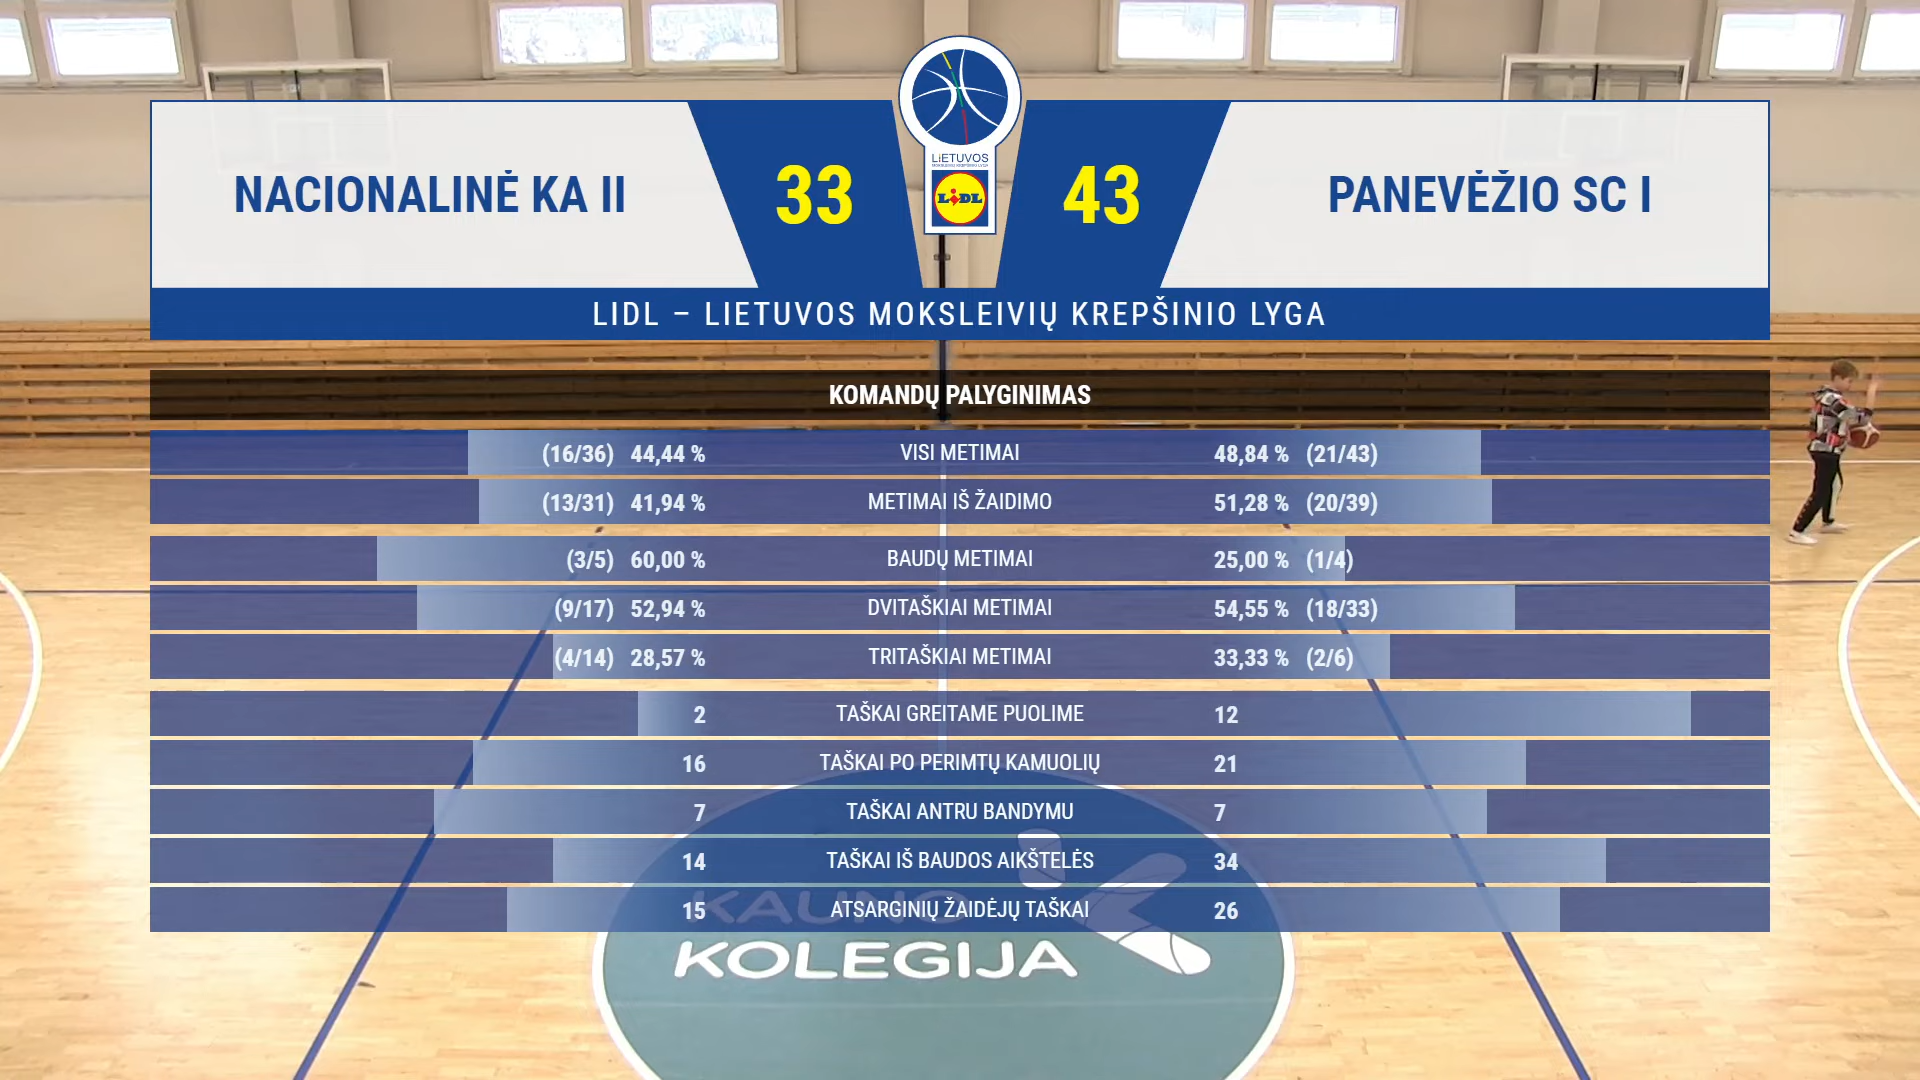 NACIONALINĖ KA II
33
LIETUVOS
LIDL
43
PANEVĖŽIO SC I
LIDL – LIETUVOS MOKSLEIVIŲ KREPŠINIO LYGA
KOMANDŲ PALYGINIMAS
(16/36) 44,44 % VISI METIMAI 48,84 % (21/43)
(13/31) 41,94 % METIMAI IŠ ŽAIDIMO 51,28 % (20/39)
(3/5) 60,00 % BAUDŲ METIMAI 25,00 % (1/4)
(9/17) 52,94 % DVITAŠKIAI METIMAI 54,55 % (18/33)
(4/14) 28,57 % TRITAŠKIAI METIMAI 33,33 % (2/6)
2 TAŠKAI GREITAME PUOLIME 12
16 TAŠKAI PO PERIMTŲ KAMUOLIŲ 21
7 TAŠKAI ANTRU BANDYMU 7
14 TAŠKAI IŠ BAUDOS AIKŠTELĖS 34
15 ATSARGINIŲ ŽAIDĖJŲ TAŠKAI 26
KAUNO
KOLEGIJA